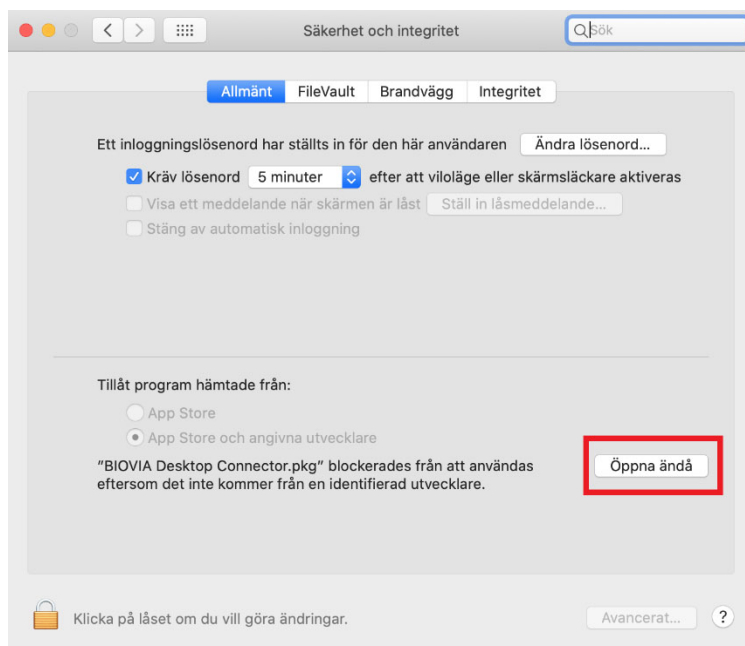 Säkerhet och integritet
Sök
Allmänt FileVault Brandvägg Integritet
Ett inloggningslösenord har ställts in för den här användaren Ändra lösenord...
Kräv lösenord 5 minuter efter att viloläge eller skärmsläckare aktiveras
Visa ett meddelande när skärmen är låst Ställ in låsmeddelande...
Stäng av automatisk inloggning
Tillåt program hämtade från:
App Store
App Store och angivna utvecklare
"BIOVIA Desktop Connector.pkg" blockerades från att användas
eftersom det inte kommer från en identifierad utvecklare.
Öppna ändå
Klicka på låset om du vill göra ändringar.
Avancerat... ?